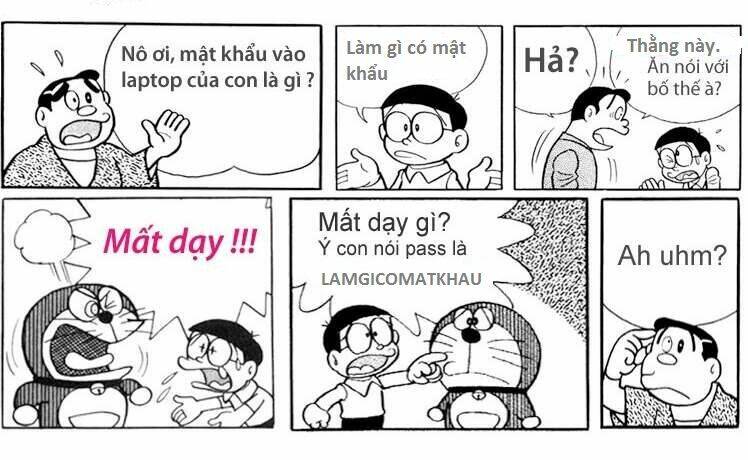 Nô ơi, mật khẩu vào
laptop của con là gì ?
Làm gì có mật
khẩu
Hả?
Thằng này.
Ăn nói với
bố thế à?
Mất dạy !!!
Mất dạy gì?
Ý con nói pass là
LAMGICOMATKHAU
Ah uhm?